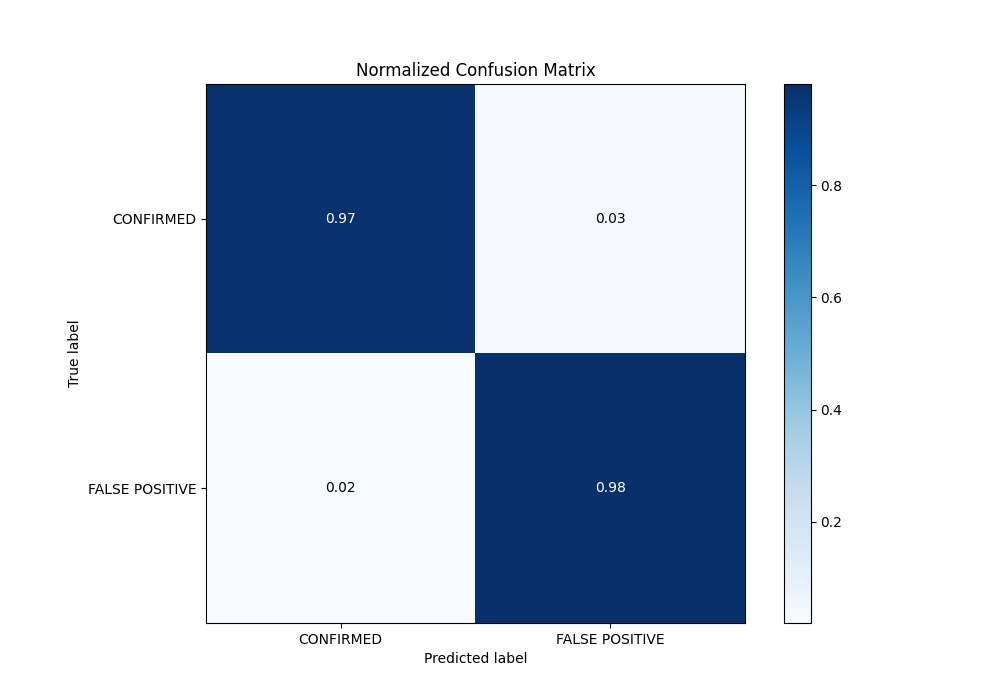 Normalized Confusion Matrix
CONFIRMED
0.97
0.03
0.8
0.6
True label
0.4
FALSE POSITIVE
0.02
0.98
0.2
CONFIRMED
FALSE POSITIVE
Predicted label